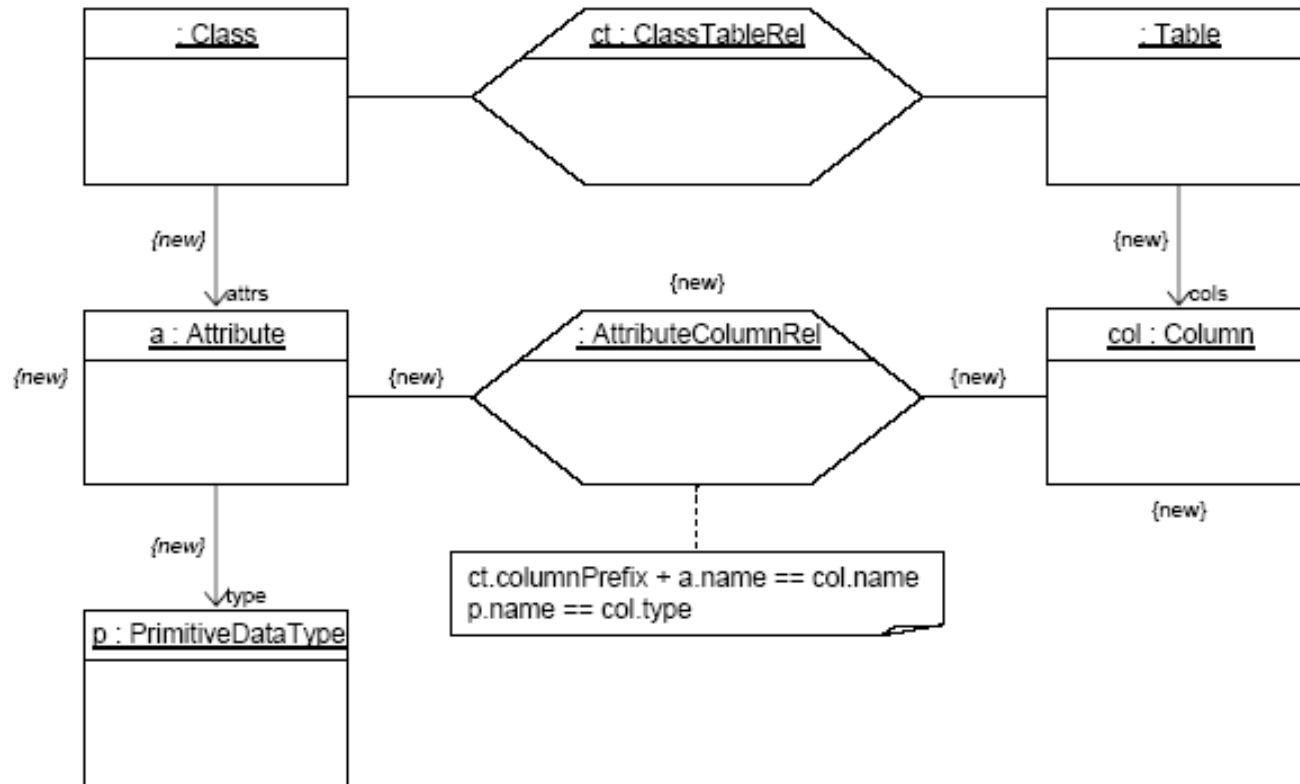 : Class
ct : ClassTableRel
: Table
{new}
{new}
attrs
{new}
cols
a : Attribute
: AttributeColumnRel
col : Column
{new}
{new}
{new}
{new}
{new}
ct.columnPrefix + a.name == col.name
p.name == col.type
type
p : PrimitiveDataType